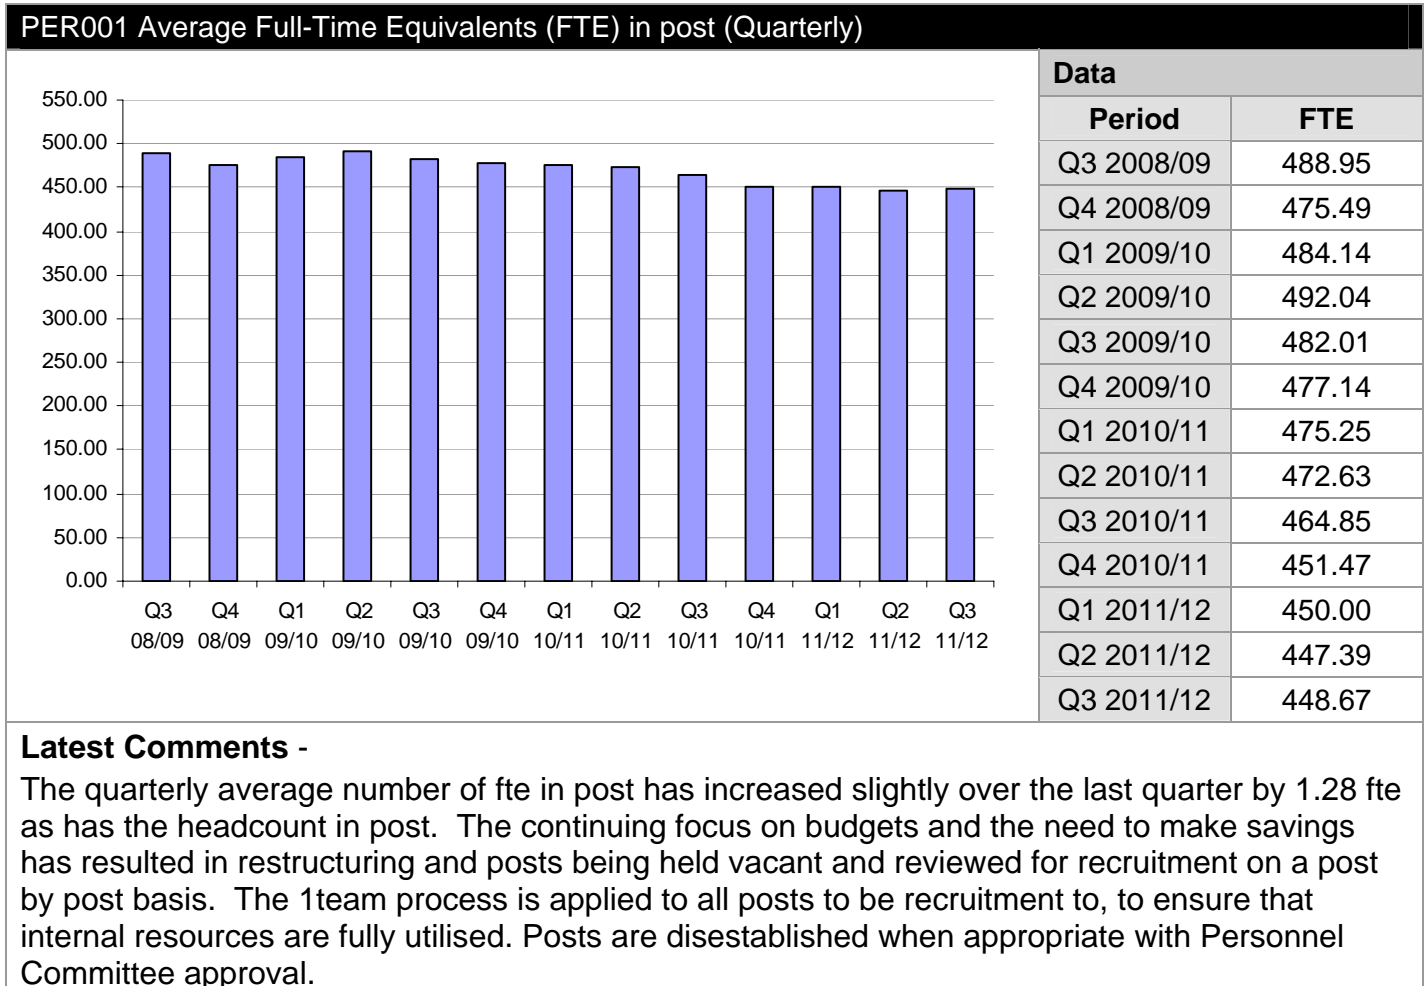 PER001 Average Full-Time Equivalents (FTE) in post (Quarterly)
550.00
500.00
450.00
400.00
350.00
300.00
250.00
200.00
150.00
100.00
50.00
0.00
Q3 Q4 Q1 Q2 Q3 Q4 Q1 Q2 Q3 Q4 Q1 Q2 Q3
08/09 08/09 09/10 09/10 09/10 09/10 10/11 10/11 10/11 10/11 11/12 11/12 11/12
Data
Period FTE
Q3 2008/09 488.95
Q4 2008/09 475.49
Q1 2009/10 484.14
Q2 2009/10 492.04
Q3 2009/10 482.01
Q4 2009/10 477.14
Q1 2010/11 475.25
Q2 2010/11 472.63
Q3 2010/11 464.85
Q4 2010/11 451.47
Q1 2011/12 450.00
Q2 2011/12 447.39
Q3 2011/12 448.67
Latest Comments -
The quarterly average number of fte in post has increased slightly over the last quarter by 1.28 fte
as has the headcount in post. The continuing focus on budgets and the need to make savings
has resulted in restructuring and posts being held vacant and reviewed for recruitment on a post
by post basis. The 1team process is applied to all posts to be recruitment to, to ensure that
internal resources are fully utilised. Posts are disestablished when appropriate with Personnel
Committee approval.